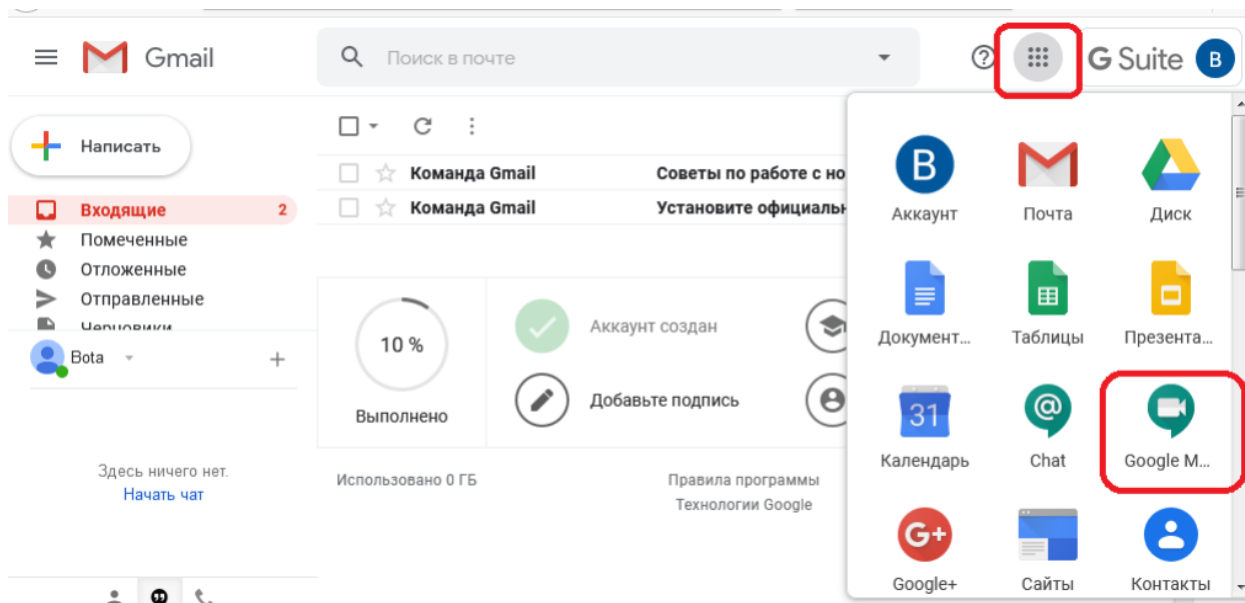 Gmail
Поиск в почте
G Suite
B
Написать
Входящие 2
Помеченные
Отложенные
Отправленные
Черновики
Bota
Здесь ничего нет.
Начать чат
Команда Gmail Советы по работе с но
Команда Gmail Установите официальн
10 %
Выполнено
Аккаунт создан
Добавьте подпись
Использовано 0 ГБ
Правила программы
Технологии Google
B
Аккаунт Почта Диск
Документ... Таблицы Презента...
31
Календарь Chat Google M...
G+
Google+ Сайты Контакты